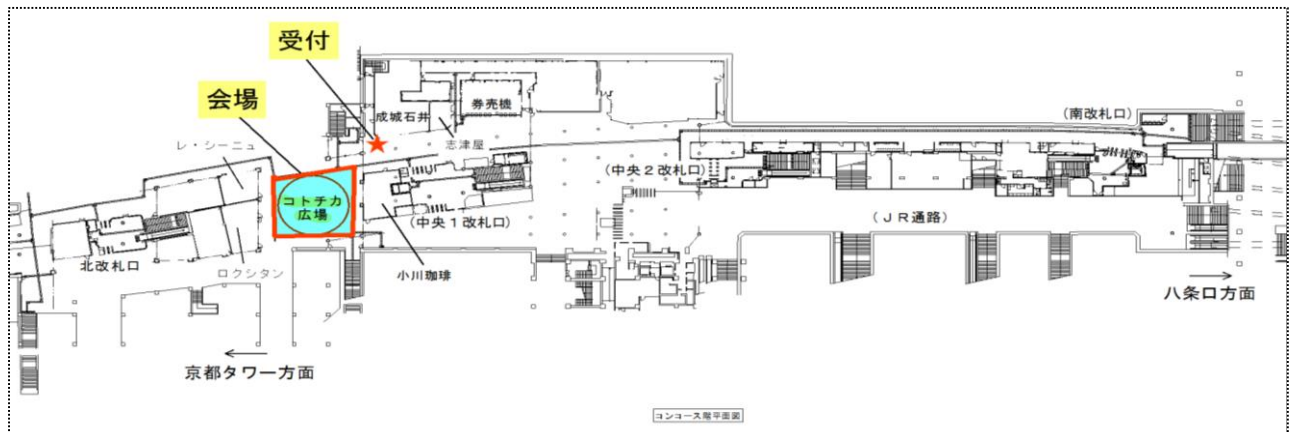 受付
会場
成城石井
券売機
志津屋
レ・シーニュ
(南改札口)
(中央2改札口)
コトチカ
広場
(中央1改札口)
(JR通路)
北改札口
ロクシタン
小川珈琲
八条口方面
京都タワー方面
コンコース階平面図